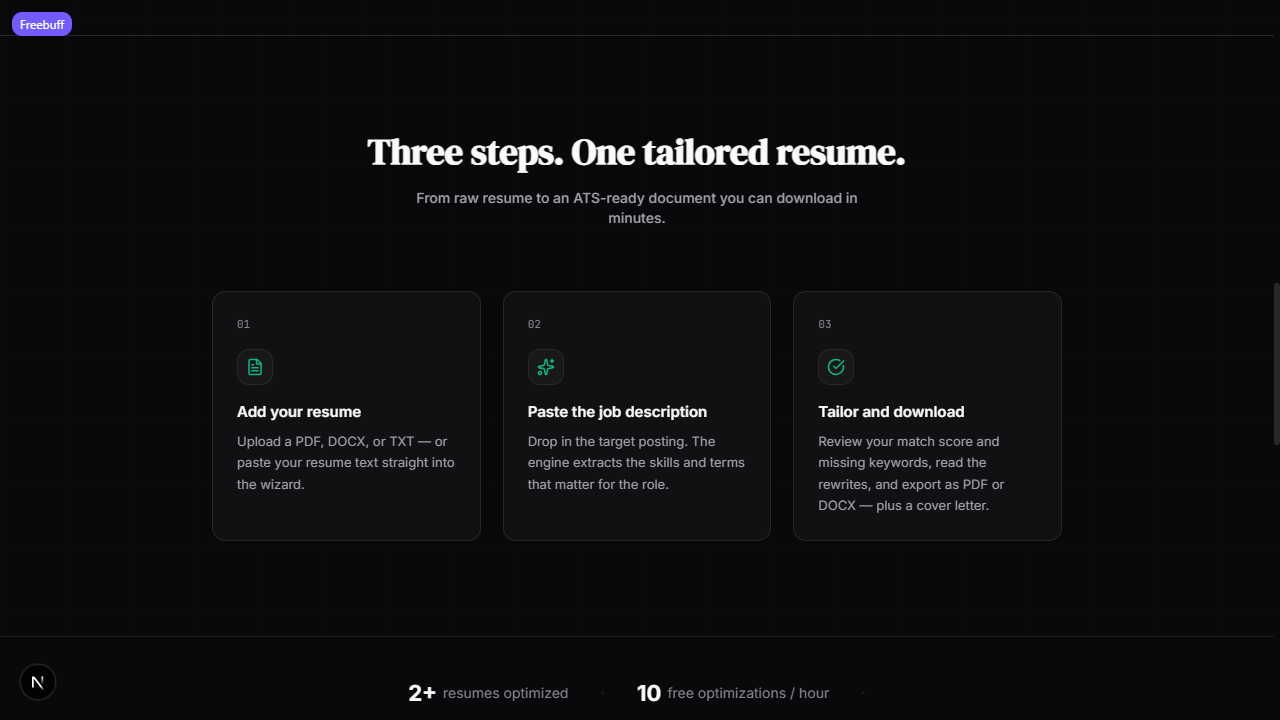 Freebuff
Three steps. One tailored resume.
From raw resume to an ATS-ready document you can download in
minutes.
01
Add your resume
Upload a PDF, DOCX, or TXT — or
paste your resume text straight into
the wizard.
02
Paste the job description
Drop in the target posting. The
engine extracts the skills and terms
that matter for the role.
03
Tailor and download
Review your match score and
missing keywords, read the
rewrites, and export as PDF or
DOCX — plus a cover letter.
N
2+ resumes optimized · 10 free optimizations / hour ·